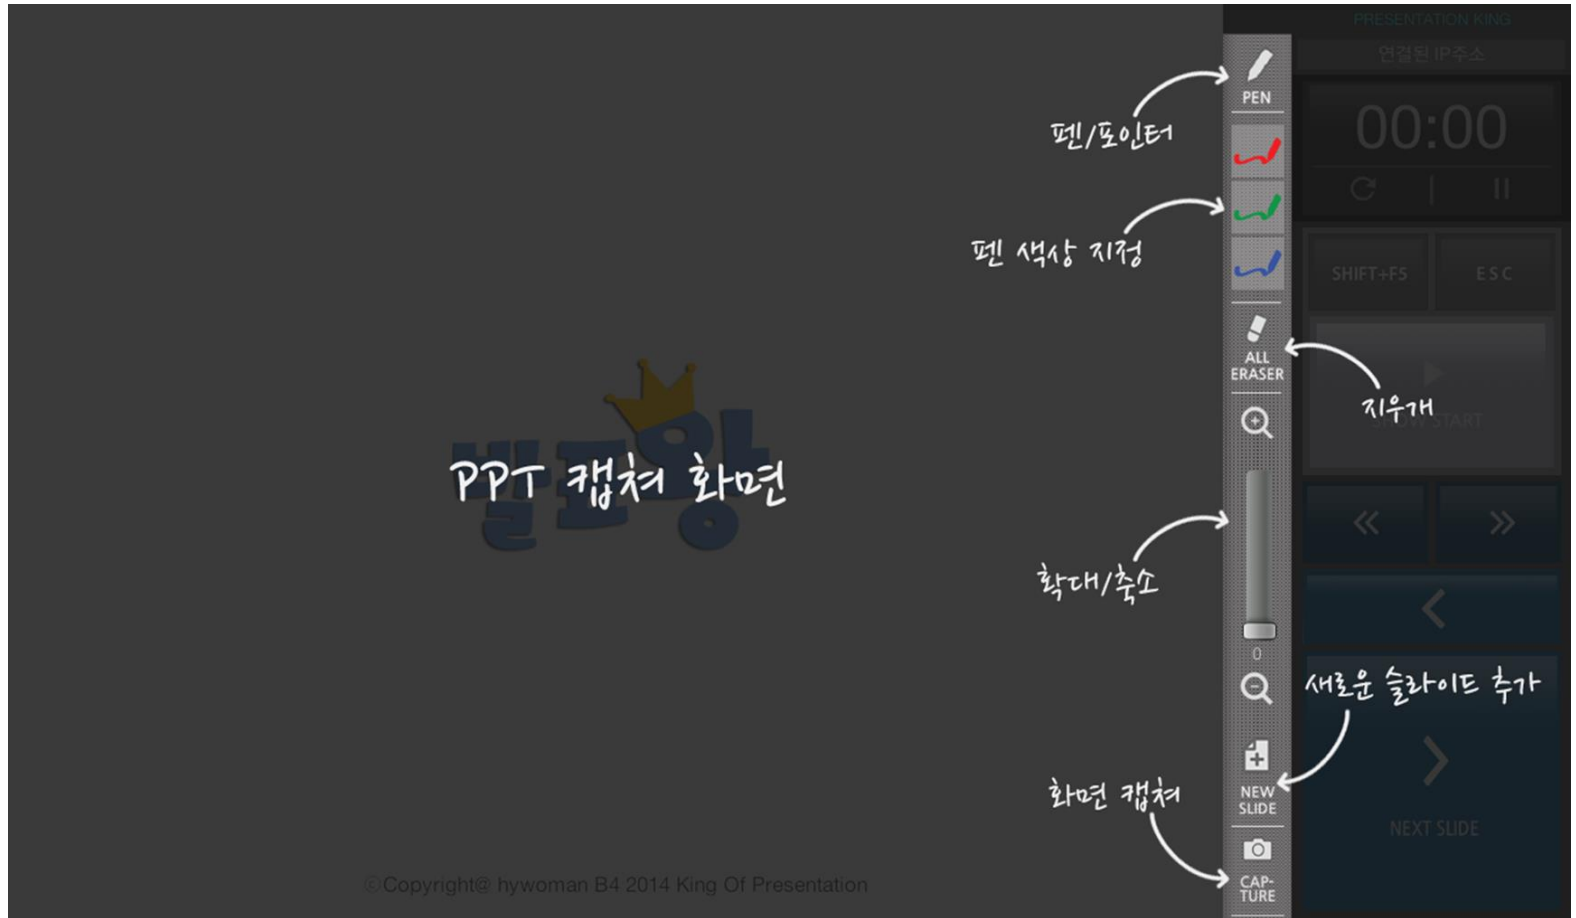 PRESENTATION KING
연결된 IP주소
PEN
펜/포인터
00:00
펜 색상 지정
SHIFT+F5
ESC
ALL
ERASER
지우개
SHOW START
발표왕
PPT 캡쳐 화면
확대/축소
0
새로운 슬라이드 추가
화면 캡쳐
NEW
SLIDE
NEXT SLIDE
CAP-
TURE
©Copyright@ hywoman B4 2014 King Of Presentation